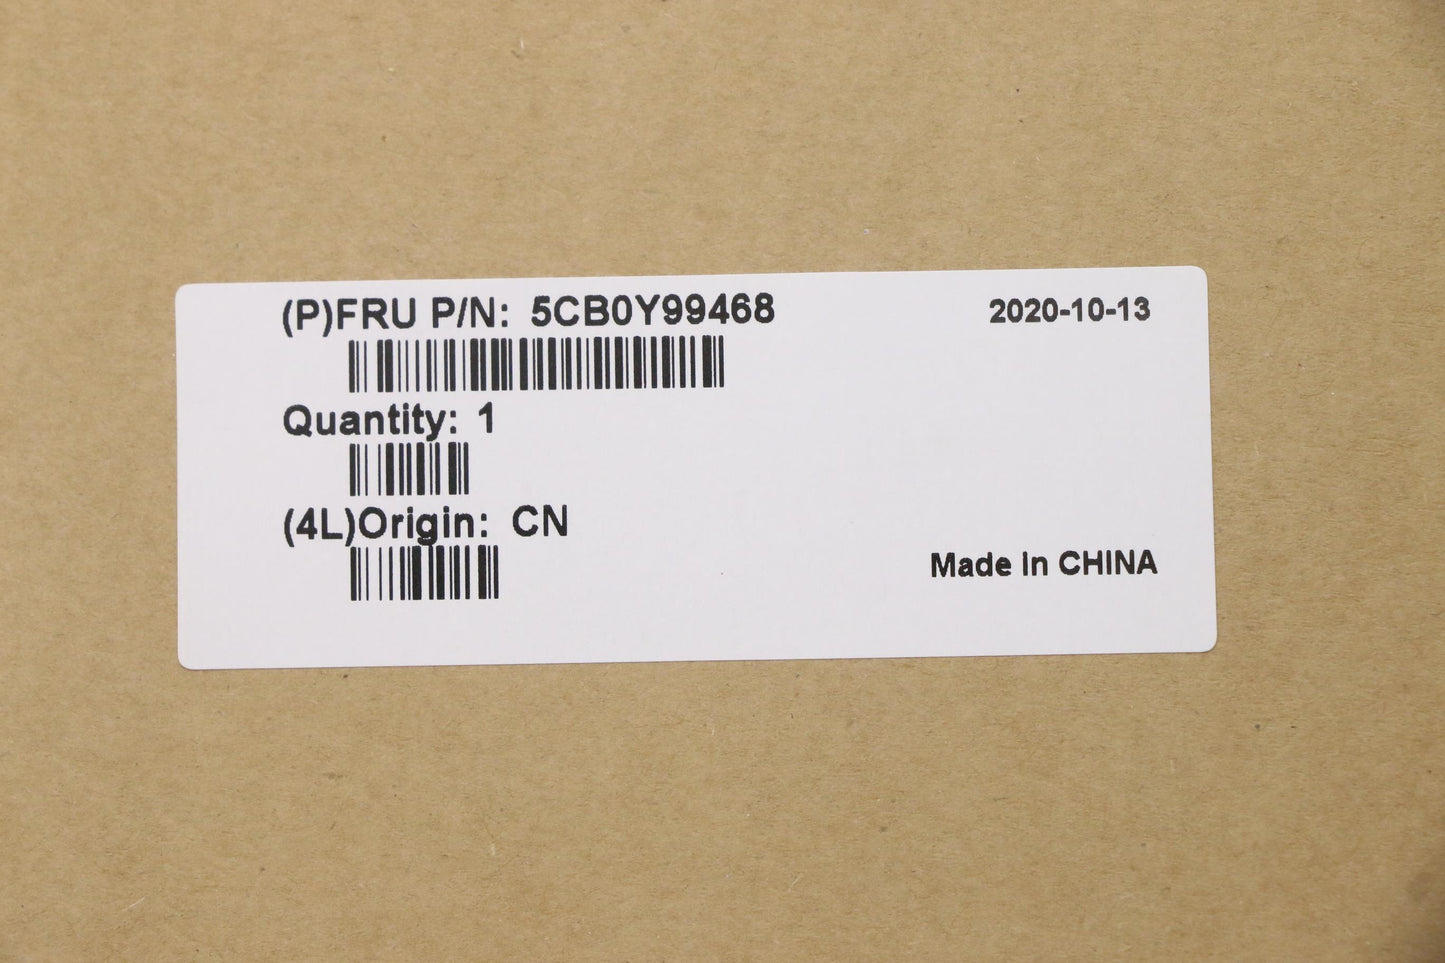 (P)FRU P/N: 5CB0Y99468 2020-10-13
Quantity: 1
(4L)Origin: CN
Made in CHINA